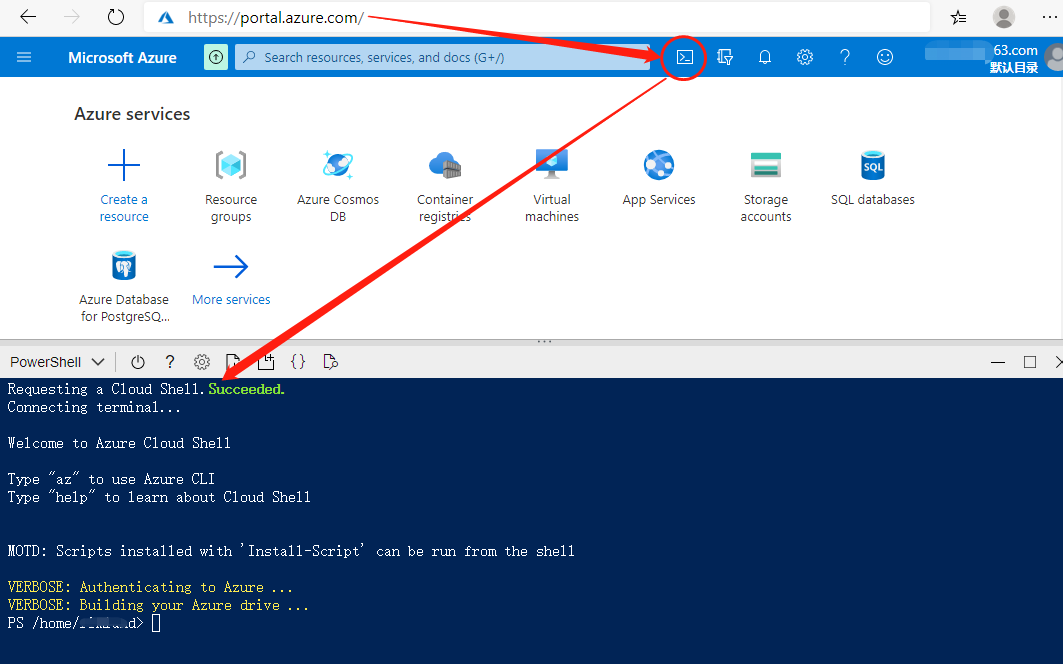 https://portal.azure.com/
Microsoft Azure
Search resources, services, and docs (G+/)
63.com
默认目录
Azure services
Create a resource
Resource groups
Azure Cosmos DB
Container registries
Virtual machines
App Services
Storage accounts
SQL
SQL databases
Azure Database for PostgreSQ...
More services
PowerShell
Requesting a Cloud Shell.Succeeded.
Connecting terminal...
Welcome to Azure Cloud Shell
Type "az" to use Azure CLI
Type "help" to learn about Cloud Shell
MOTD: Scripts installed with 'Install-Script' can be run from the shell
VERBOSE: Authenticating to Azure ...
VERBOSE: Building your Azure drive ...
PS /home/